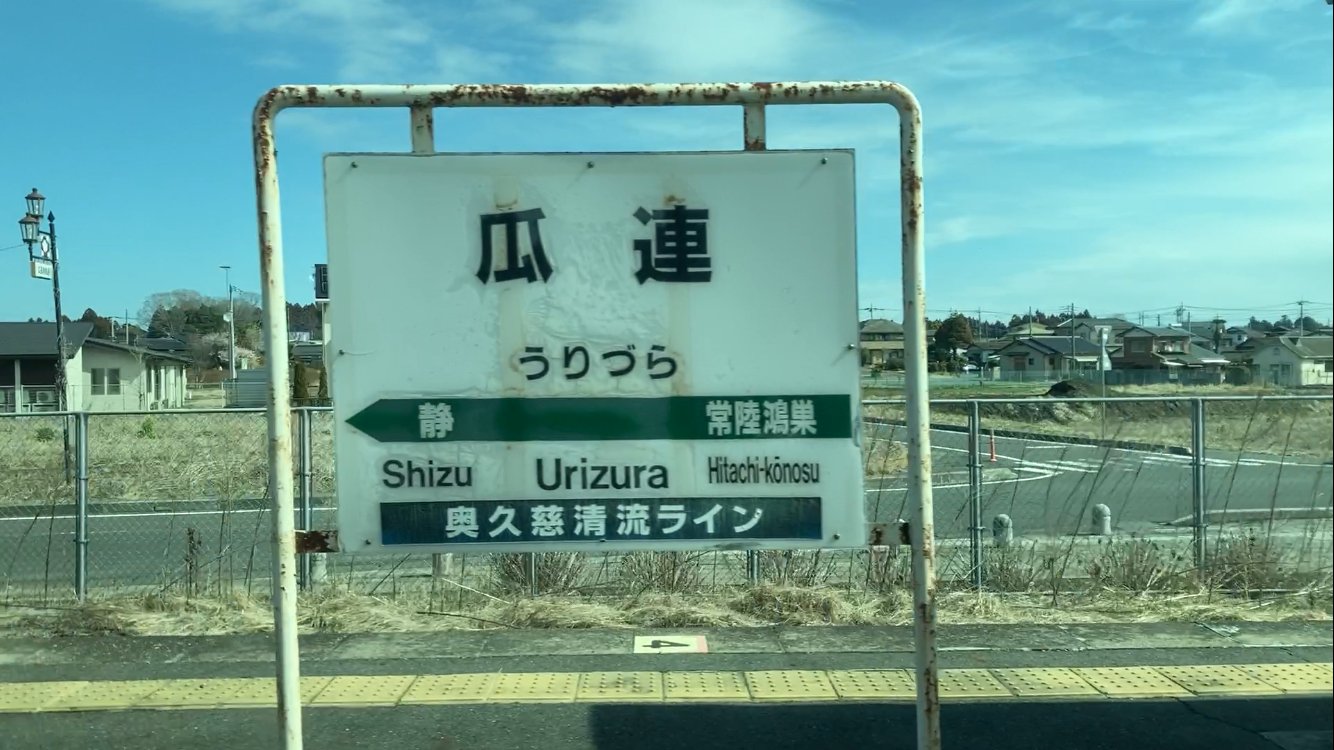 瓜連
うりづら
静 常陸鴻巣
Shizu Urizura Hitachi-kōnosu
奥久慈清流ライン
4